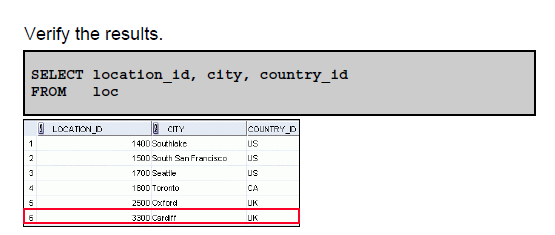 Verify the results.
SELECT location_id, city, country_id
FROM loc
LOCATION_ID CITY COUNTRY_ID
1 1400 Southlake US
2 1500 South San Francisco US
3 1700 Seattle US
4 1800 Toronto CA
5 2500 Oxford UK
6 3300 Cardiff UK